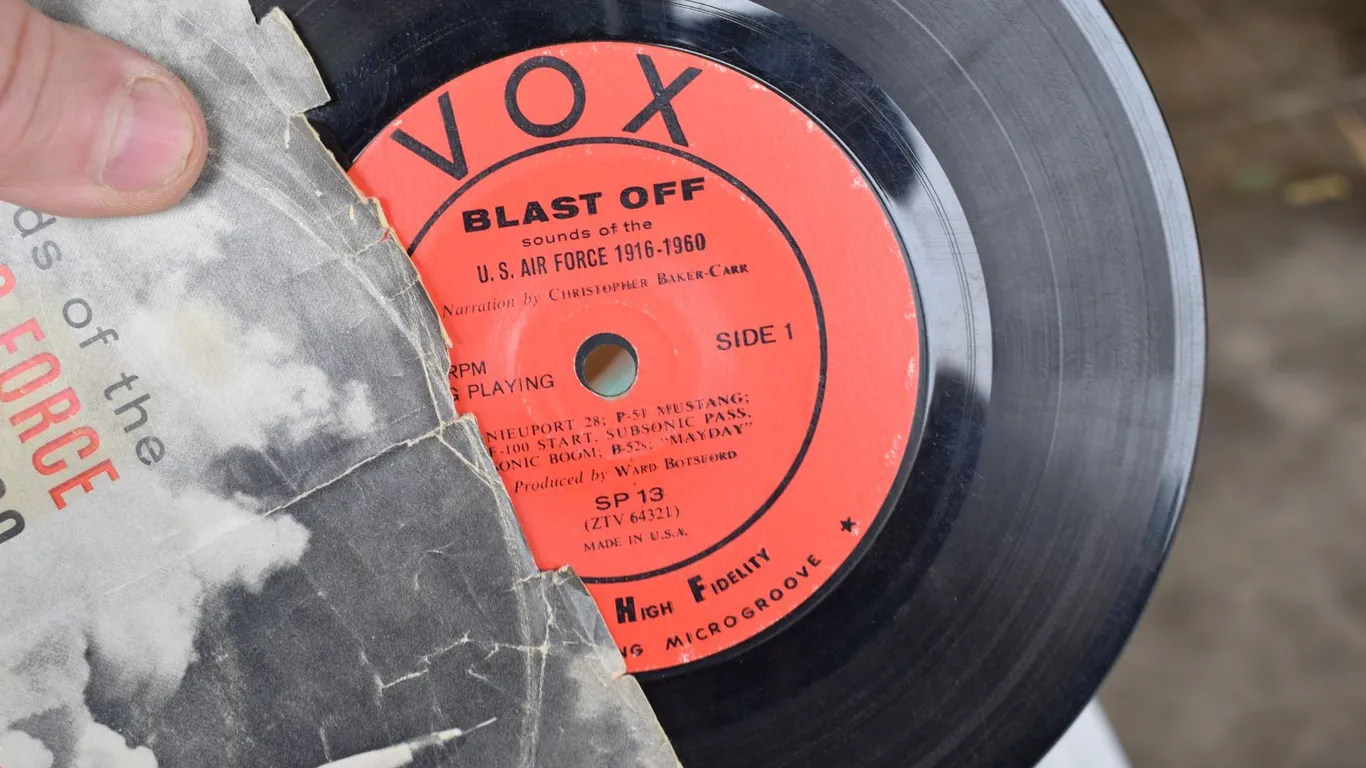 VOX
BLAST OFF
sounds of the
U. S. AIR FORCE 1916-1960
Narration by CHRISTOPHER BAKER-CARR
SIDE 1
RPM
G PLAYING
NIEUPORT 28; P-51 MUSTANG;
F-100 START, SUBSONIC PASS,
SONIC BOOM; B-52s; "MAYDAY"
Produced by WARD BOTSFORD
SP 13
(ZTV 64321)
MADE IN U.S.A.
HIGH FIDELITY
NG MICROGROOVE ★
ds of the
R FORCE